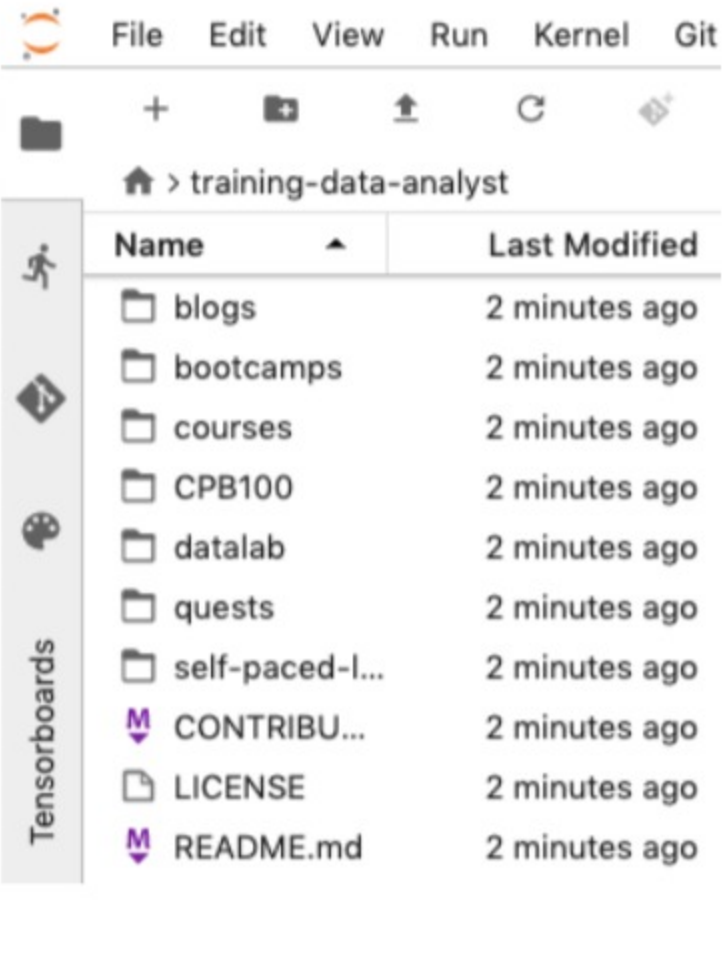 File Edit View Run Kernel Git
> training-data-analyst
Name Last Modified
blogs 2 minutes ago
bootcamps 2 minutes ago
courses 2 minutes ago
CPB100 2 minutes ago
datalab 2 minutes ago
quests 2 minutes ago
self-paced-l... 2 minutes ago
M CONTRIBU... 2 minutes ago
LICENSE 2 minutes ago
M README.md 2 minutes ago
Tensorboards